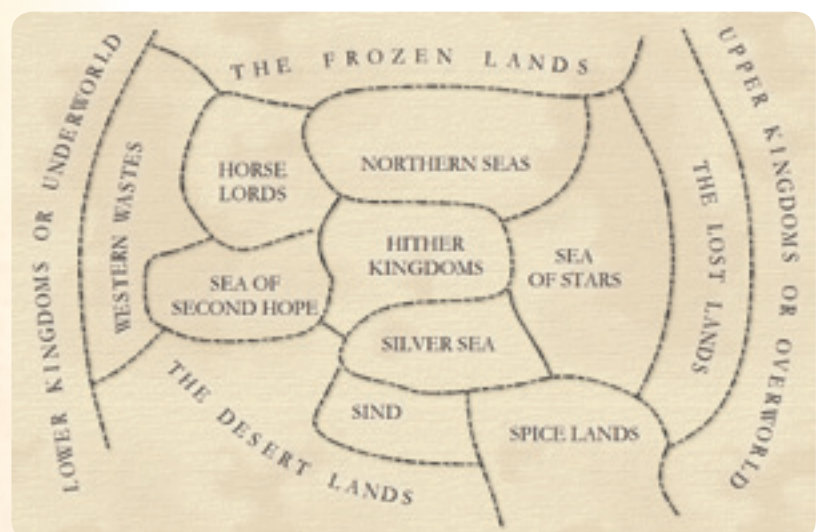 THE FROZEN LANDS
LOWER KINGDOMS OR UNDERWORLD
UPPER KINGDOMS OR OVERWORLD
WESTERN WASTES
HORSE
LORDS
NORTHERN SEAS
THE LOST LANDS
HITHER
KINGDOMS
SEA
OF STARS
SEA OF
SECOND HOPE
SILVER SEA
THE DESERT LANDS
SIND
SPICE LANDS